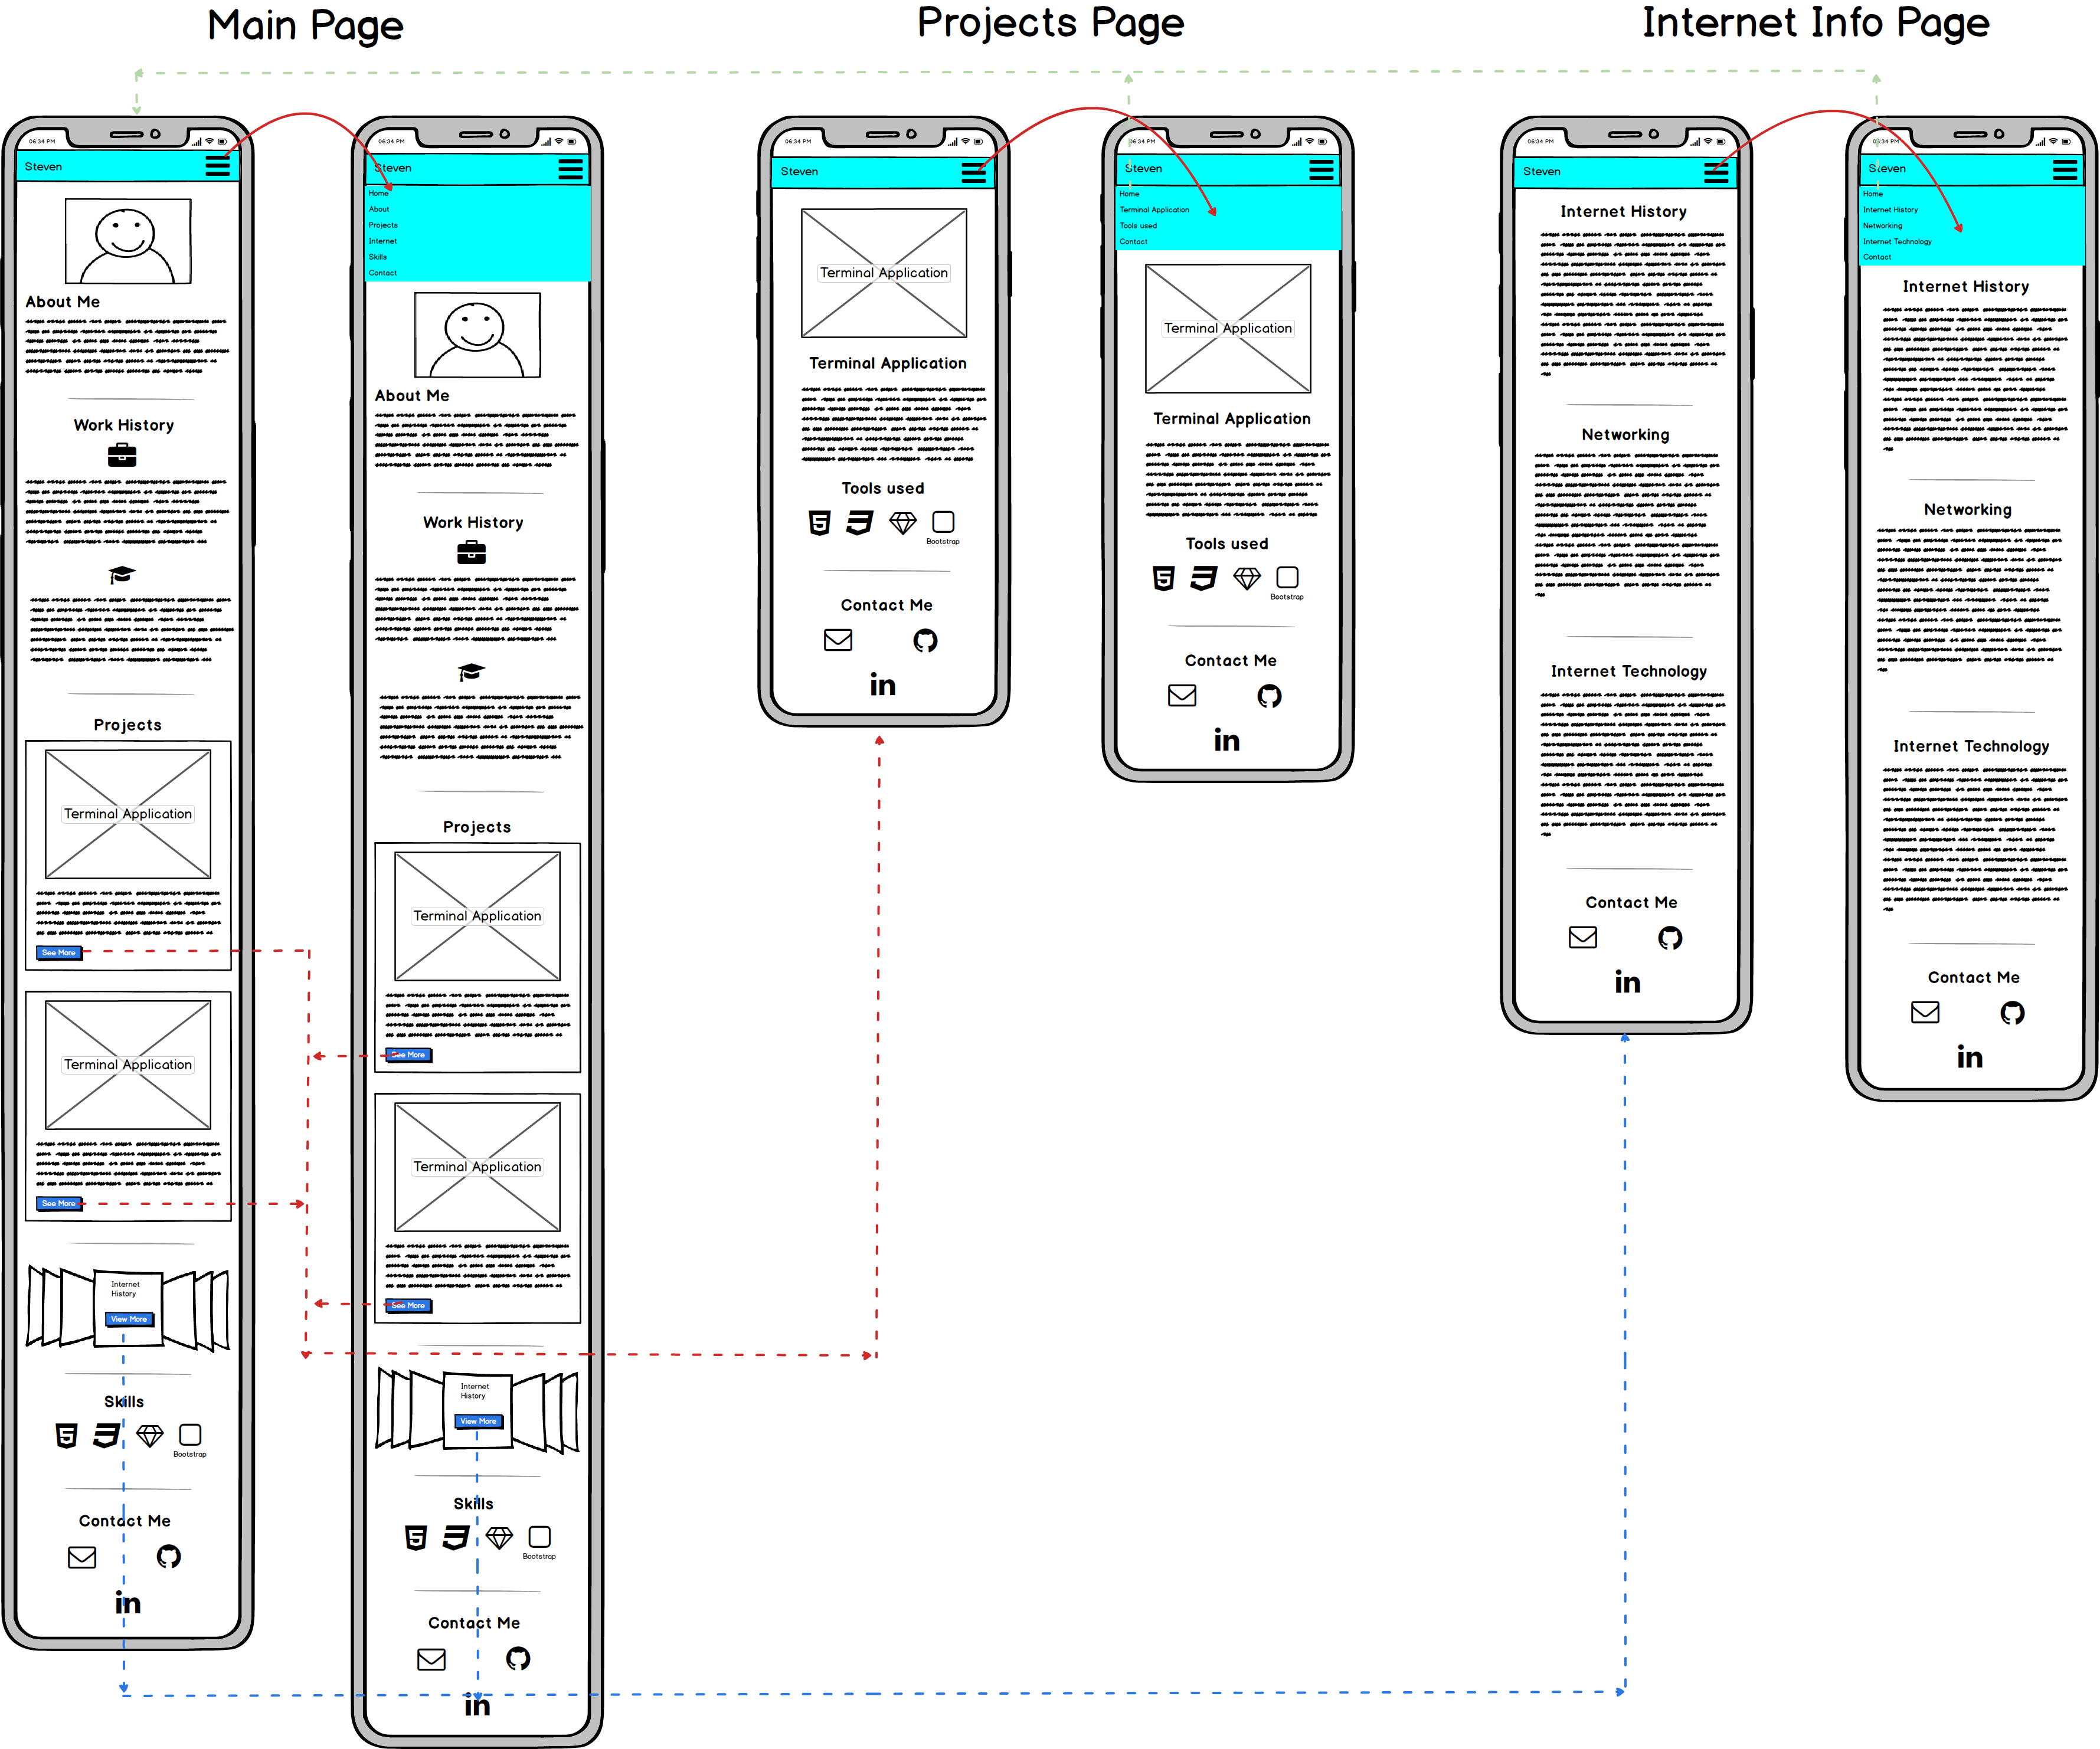 Main Page
Projects Page
Internet Info Page
06:34 PM
Steven
About Me
Work History
Projects
Terminal Application
See More
Terminal Application
See More
Internet
History
View More
Skills
Bootstrap
Contact Me
in
06:34 PM
Steven
Home
About
Projects
Internet
Skills
Contact
About Me
Work History
Projects
Terminal Application
See More
Terminal Application
See More
Internet
History
View More
Skills
Bootstrap
Contact Me
in
06:34 PM
Steven
Terminal Application
Terminal Application
Tools used
5
Bootstrap
Contact Me
in
06:34 PM
Steven
Home
Terminal Application
Tools used
Contact
Terminal Application
Terminal Application
Tools used
5
Bootstrap
Contact Me
in
06:34 PM
Steven
Internet History
Networking
Internet Technology
Contact Me
in
06:34 PM
Steven
Home
Internet History
Networking
Internet Technology
Contact
Internet History
Networking
Internet Technology
Contact Me
in